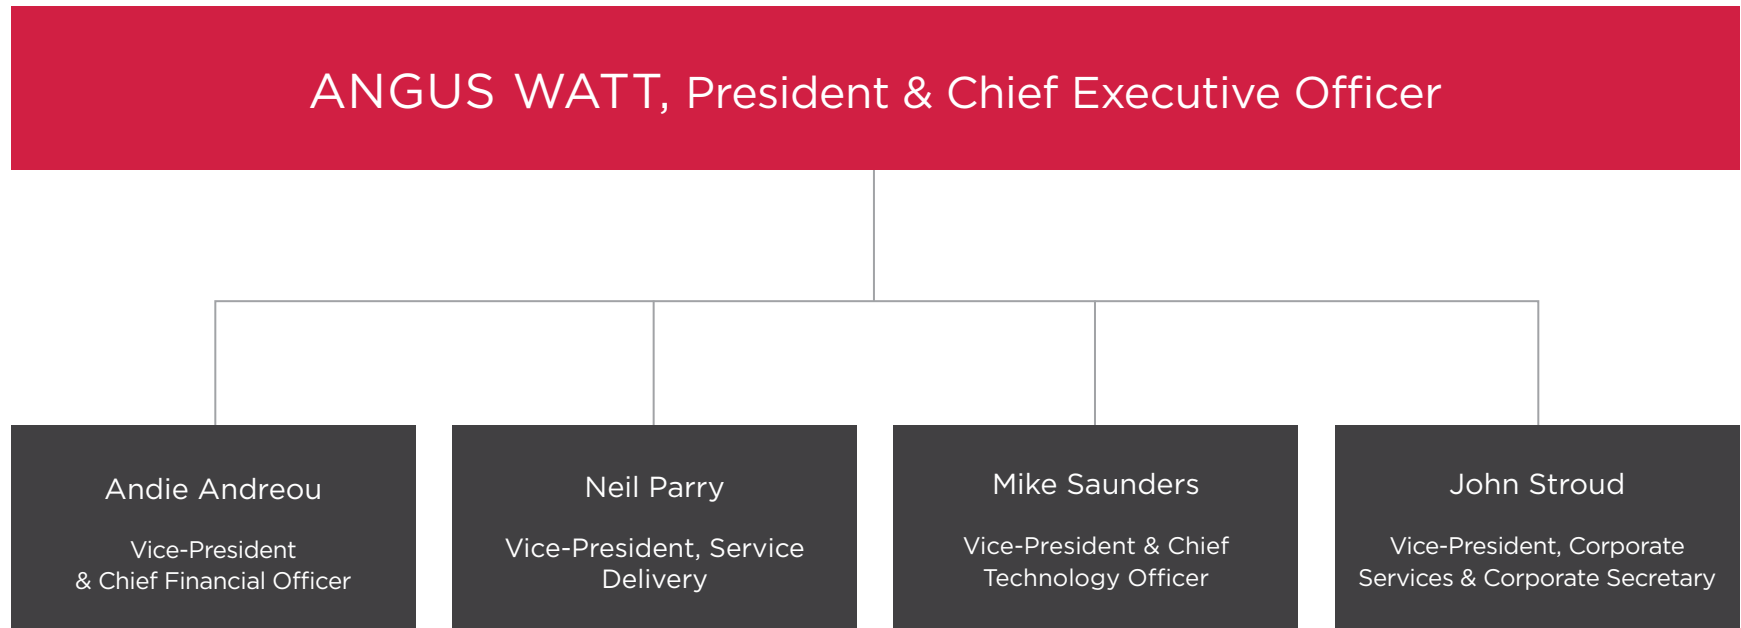 ANGUS WATT, President & Chief Executive Officer
Andie Andreou
Vice-President
& Chief Financial Officer
Neil Parry
Vice-President, Service
Delivery
Mike Saunders
Vice-President & Chief
Technology Officer
John Stroud
Vice-President, Corporate
Services & Corporate Secretary